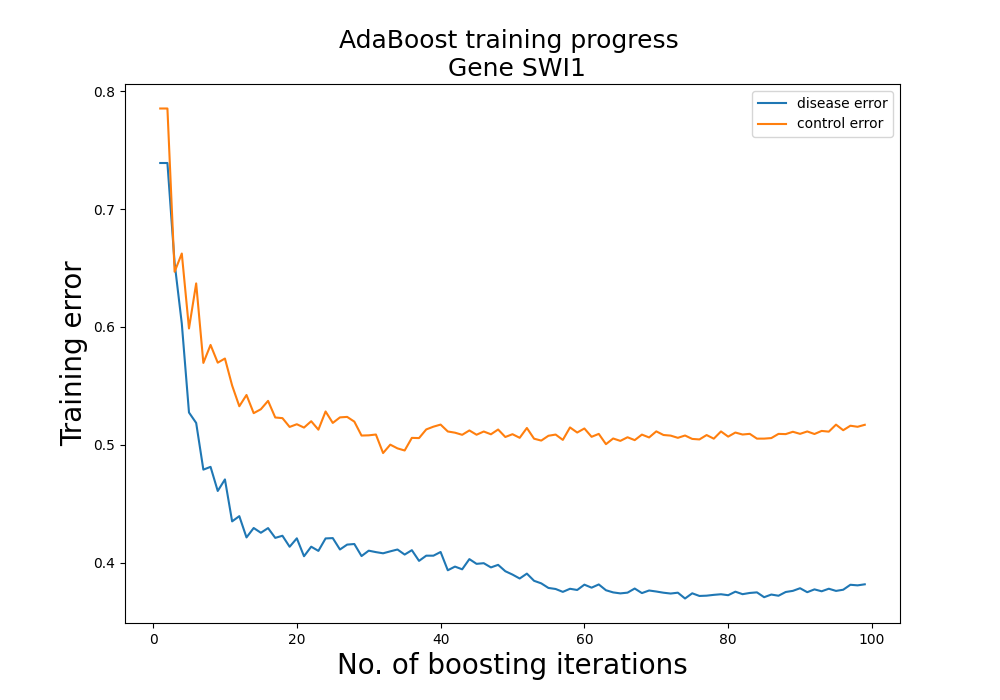 AdaBoost training progress
Gene SWI1
disease error
control error
Training error
0.8
0.7
0.6
0.5
0.4
0 20 40 60 80 100
No. of boosting iterations